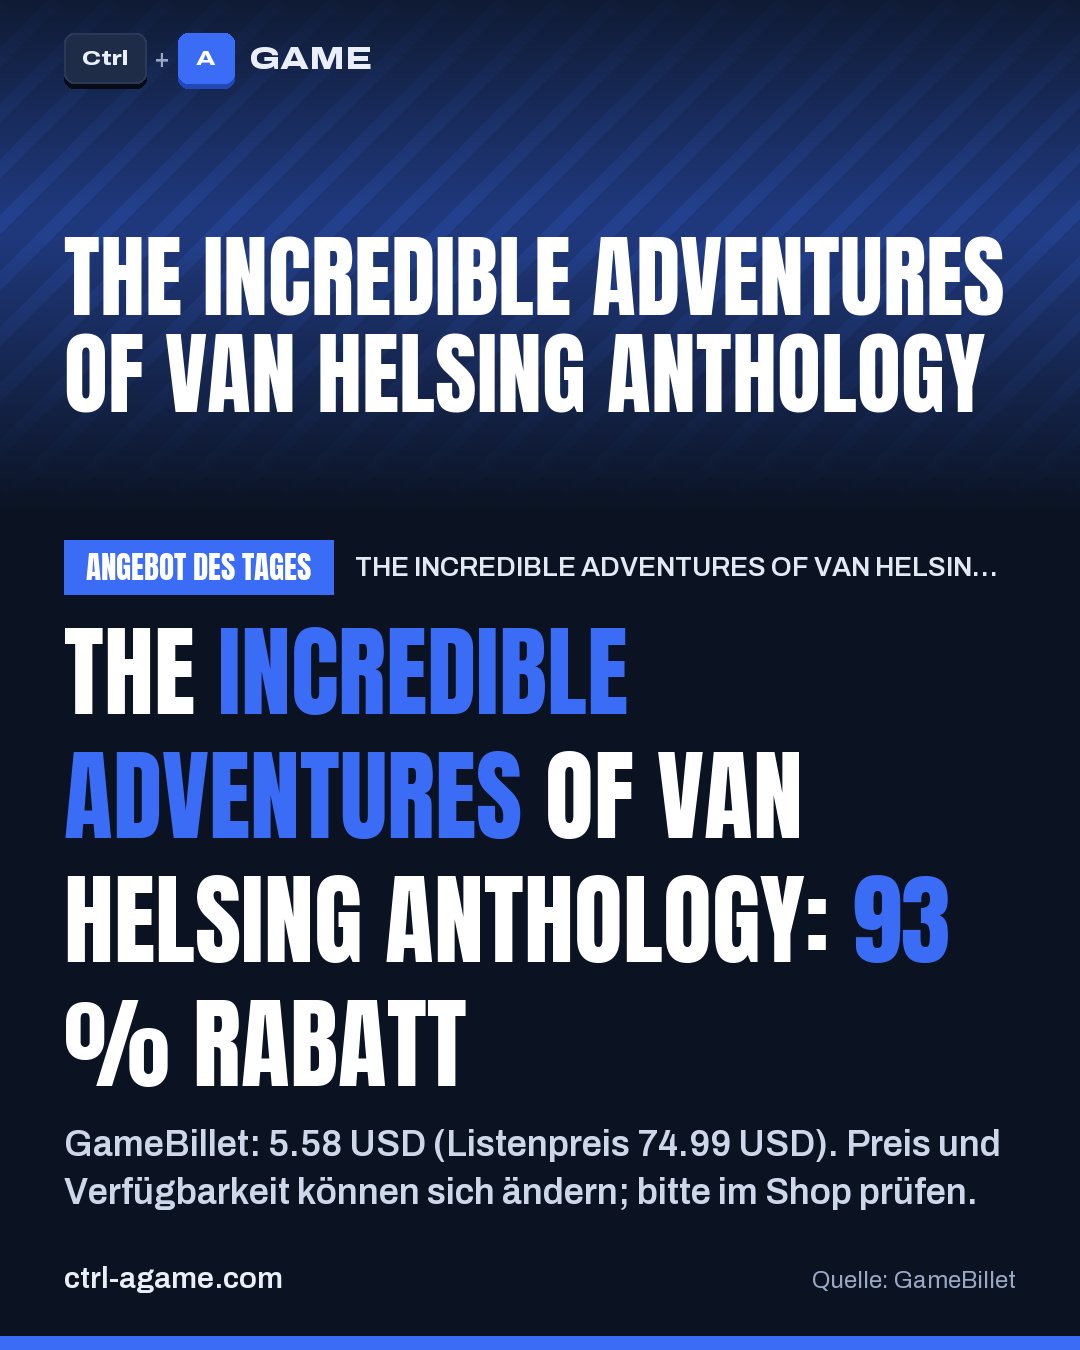 Ctrl + A GAME
THE INCREDIBLE ADVENTURES
OF VAN HELSING ANTHOLOGY
ANGEBOT DES TAGES THE INCREDIBLE ADVENTURES OF VAN HELSIN...
THE INCREDIBLE
ADVENTURES OF VAN
HELSING ANTHOLOGY: 93
% RABATT
GameBillet: 5.58 USD (Listenpreis 74.99 USD). Preis und
Verfügbarkeit können sich ändern; bitte im Shop prüfen.
ctrl-agame.com Quelle: GameBillet